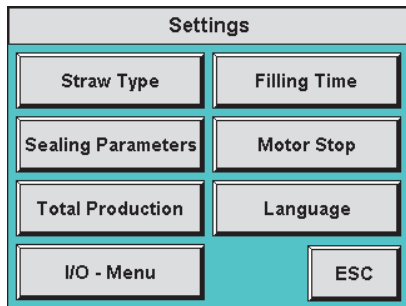 Settings
Straw Type
Filling Time
Sealing Parameters
Motor Stop
Total Production
Language
I/O - Menu
ESC